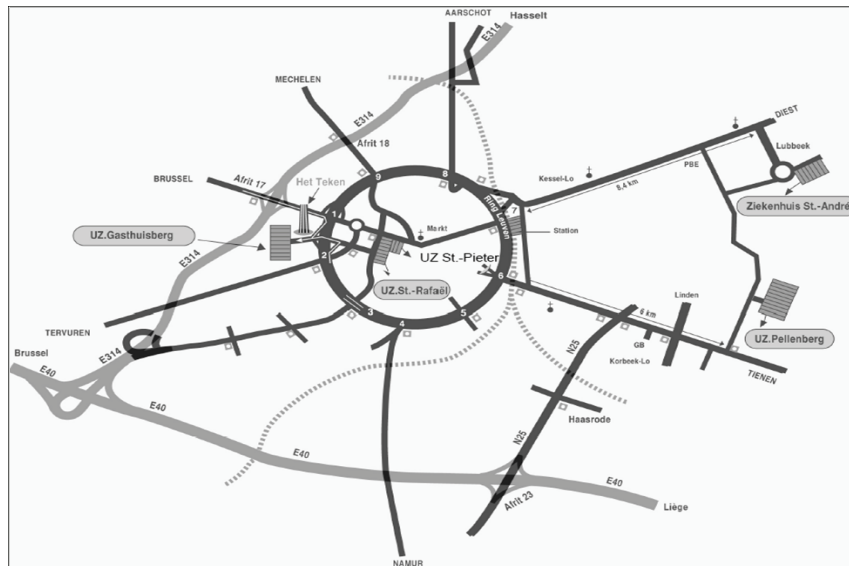 AARSCHOT
Hasselt
E314
MECHELEN
E314
Afrit 18
DIEST
PBE
Lubbeek
BRUSSEL
Afrit 17
Het Teken
9
8
Kessel-Lo
8,4 km
Ring Leuven
7
Ziekenhuis St.-André
1
Markt
Station
UZ.Gasthuisberg
UZ St.-Pieter
2
UZ.St.-Rafaël
6
E314
Linden
6 km
3
4
5
GB
Korbeek-Lo
UZ.Pellenberg
TERVUREN
TIENEN
Brussel
E314
N25
E40
Haasrode
E40
N25
E40
Afrit 23
E40
Liège
NAMUR